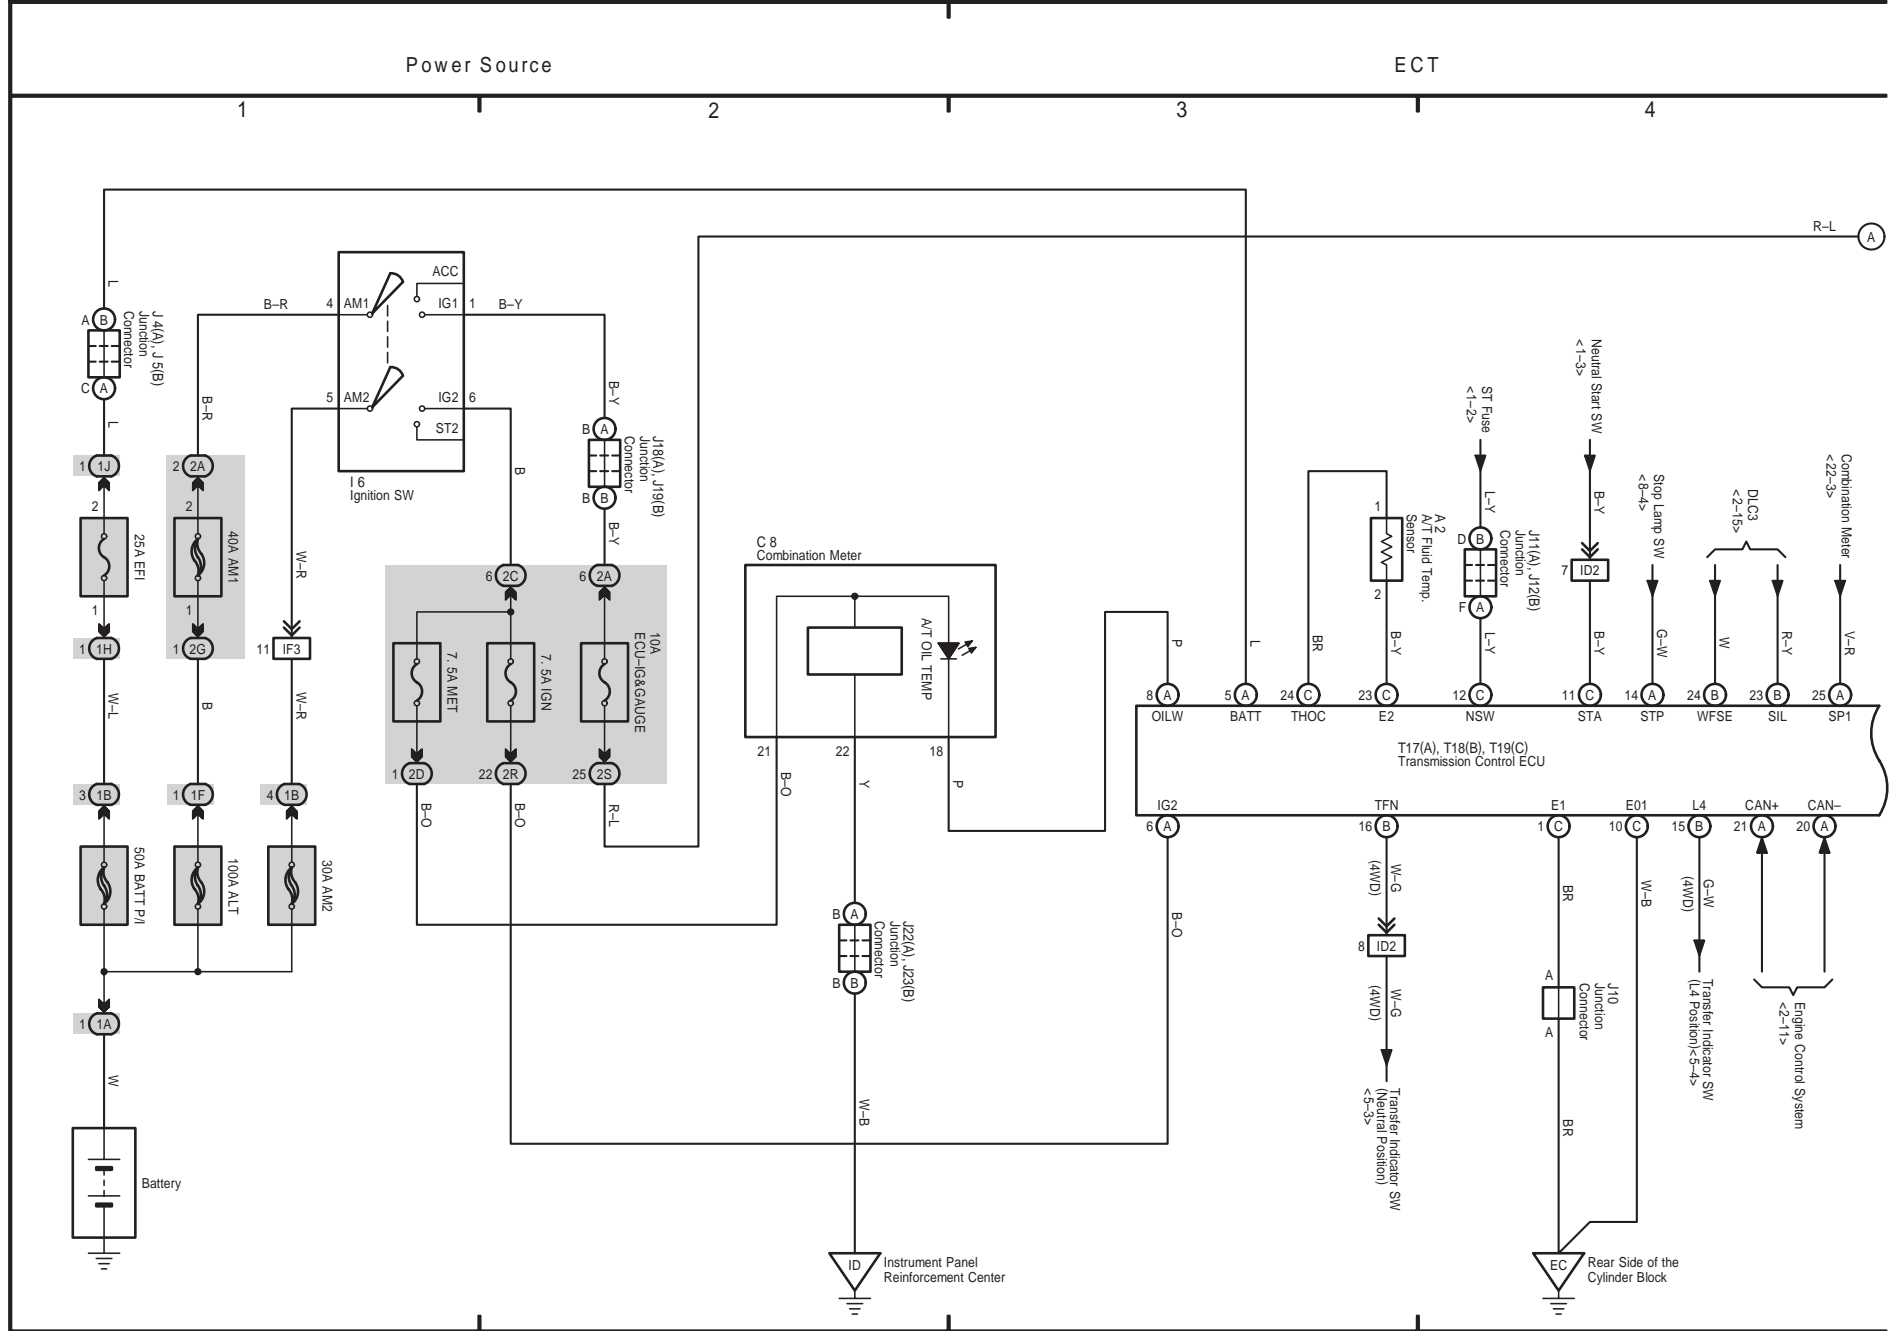 Power Source
ECT
1
2
3
4
R–L
A
L
A
B
J 4(A), J 5(B)
Junction
Connector
C
A
L
1
1J
2
25A EFI
1
1
1H
W–L
3
1B
50A BATT P/I
1
1A
W
Battery
B–R
B–R
2
2A
2
40A AM1
1
1
2G
B
1
1F
100A ALT
4
AM1
5
AM2
ACC
IG1
1
IG2
6
ST2
I 6
Ignition SW
W–R
11
IF3
W–R
4
1B
30A AM2
B–Y
B–Y
B
A
J18(A), J19(B)
Junction
Connector
B
B
B–Y
B
6
2C
6
2A
7. 5A MET
7. 5A IGN
10A
ECU–IG&GAUGE
1
2D
22
2R
25
2S
B–O
B–O
R–L
C 8
Combination Meter
A/T OIL TEMP
21
22
18
B–O
Y
P
B
A
J22(A), J23(B)
Junction
Connector
B
B
W–B
ID
Instrument Panel
Reinforcement Center
P
L
BR
1
A 2
A/T Fluid Temp.
Sensor
2
B–Y
ST Fuse
<1–2>
L–Y
D
B
J11(A), J12(B)
Junction
Connector
F
A
L–Y
Neutral Start SW
<1–3>
B–Y
7
ID2
B–Y
Stop Lamp SW
<8–4>
G–W
DLC3
<2–15>
W
R–Y
Combination Meter
<22–3>
V–R
8
A
5
A
24
C
23
C
12
C
11
C
14
A
24
B
23
B
25
A
OILW
BATT
THOC
E2
NSW
STA
STP
WFSE
SIL
SP1
T17(A), T18(B), T19(C)
Transmission Control ECU
IG2
TFN
E1
E01
L4
CAN+
CAN–
6
A
16
B
1
C
10
C
15
B
21
A
20
A
B–O
W–G
(4WD)
8
ID2
W–G
(4WD)
Transfer Indicator SW
(Neutral Position)
<5–3>
BR
A
J10
Junction
Connector
A
BR
W–B
G–W
(4WD)
Transfer Indicator SW
(L4 Position)<5–4>
Engine Control System
<2–11>
EC
Rear Side of the
Cylinder Block